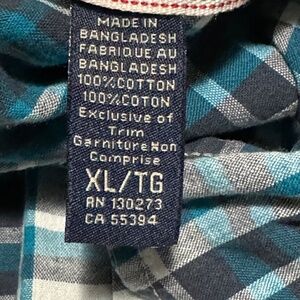 MADE IN
BANGLADESH
FABRIQUE AU
BANGLADESH
100%COTTON
100%COTON
Exclusive of
Trim
Garniture Non
Comprise
XL/TG
RN 130273
CA 55394